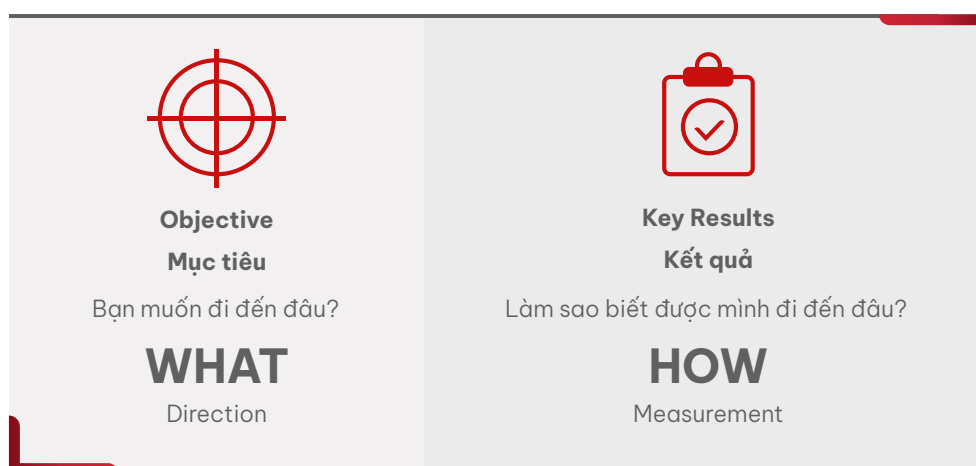 Objective
Mục tiêu
Bạn muốn đi đến đâu?
WHAT
Direction
Key Results
Kết quả
Làm sao biết được mình đi đến đâu?
HOW
Measurement